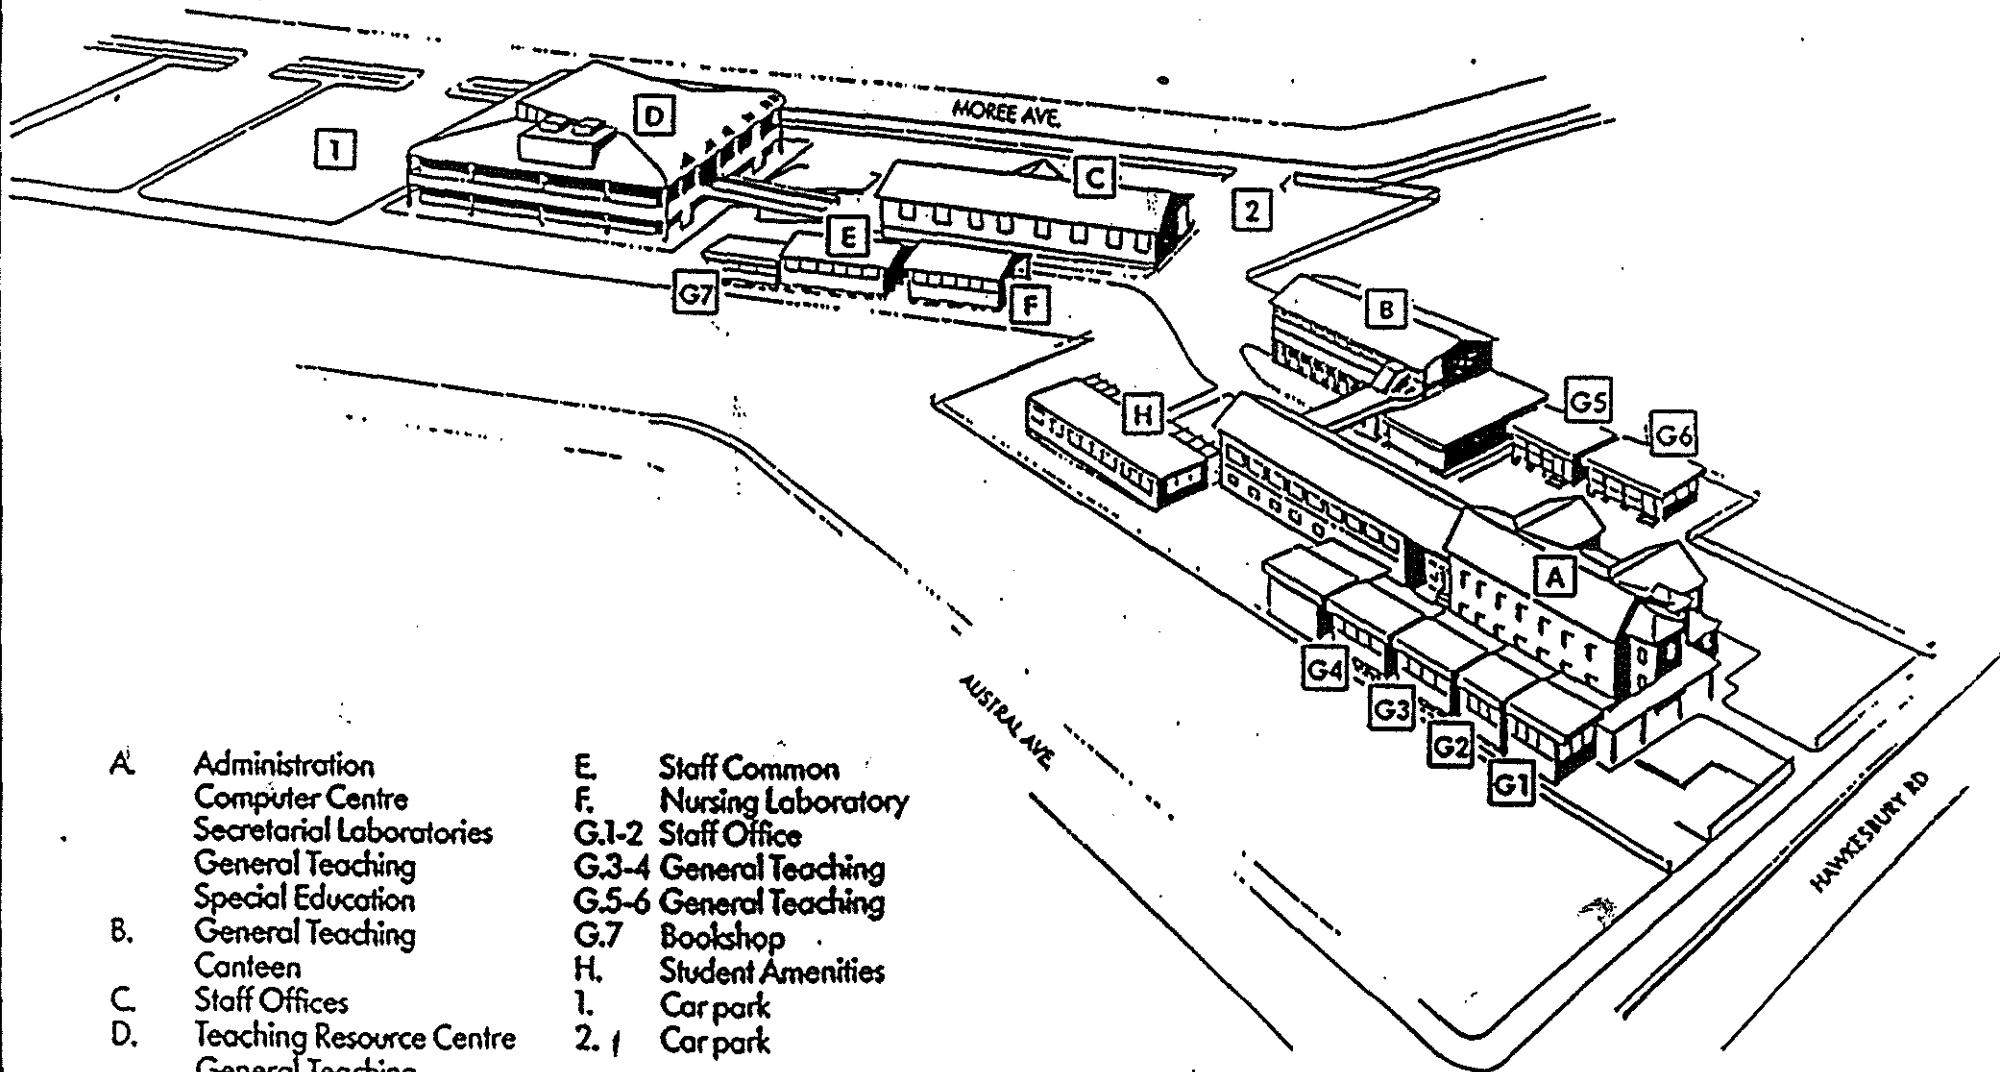 MOREE AVE.
D
1
C
2
E
G7
F
B
H
G5
G6
A
G4
G3
G2
G1
AUSTRAL AVE.
HAWKESBURY RD
A. Administration
Computer Centre
Secretarial Laboratories
General Teaching
Special Education
B. General Teaching
Canteen
C. Staff Offices
D. Teaching Resource Centre
General Teaching
E. Staff Common
F. Nursing Laboratory
G.1-2 Staff Office
G.3-4 General Teaching
G.5-6 General Teaching
G.7 Bookshop
H. Student Amenities
1. Car park
2. Car park